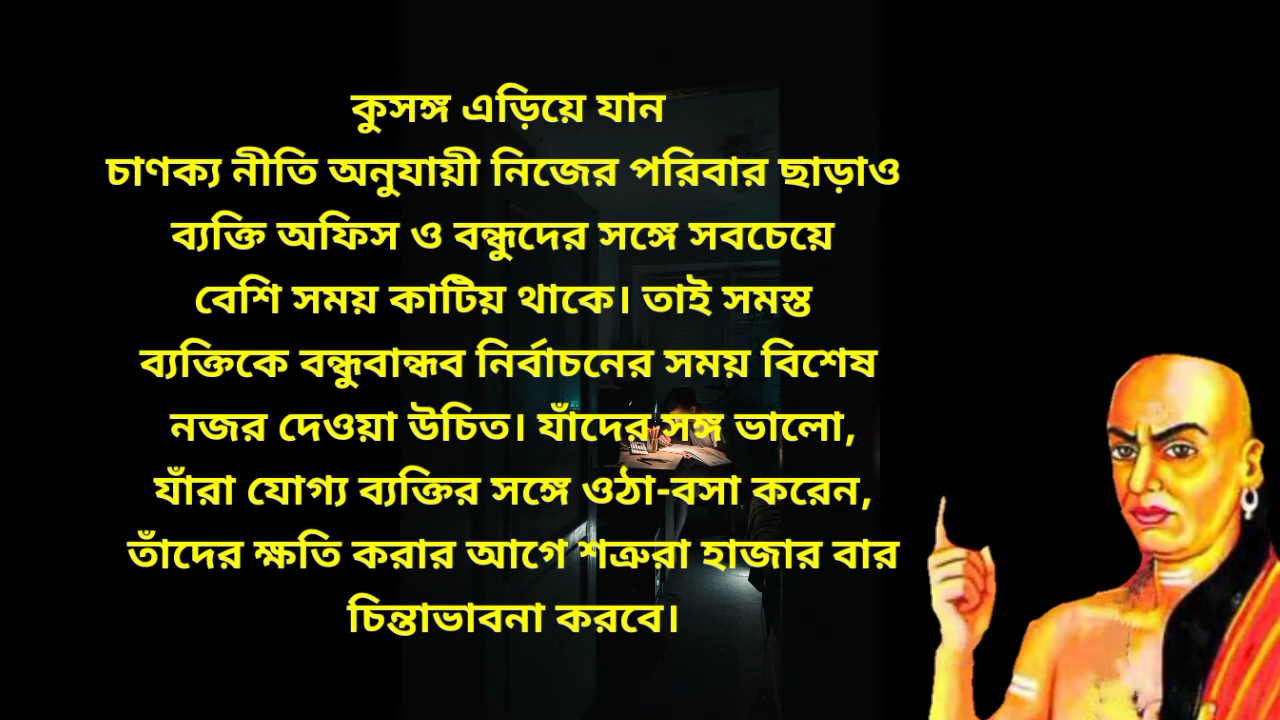 কুসঙ্গ এড়িয়ে যান
চাণক্য নীতি অনুযায়ী নিজের পরিবার ছাড়াও
ব্যক্তি অফিস ও বন্ধুদের সঙ্গে সবচেয়ে
বেশি সময় কাটিয় থাকে। তাই সমস্ত
ব্যক্তিকে বন্ধুবান্ধব নির্বাচনের সময় বিশেষ
নজর দেওয়া উচিত। যাঁদের সঙ্গ ভালো,
যাঁরা যোগ্য ব্যক্তির সঙ্গে ওঠা-বসা করেন,
তাঁদের ক্ষতি করার আগে শত্রুরা হাজার বার
চিন্তাভাবনা করবে।